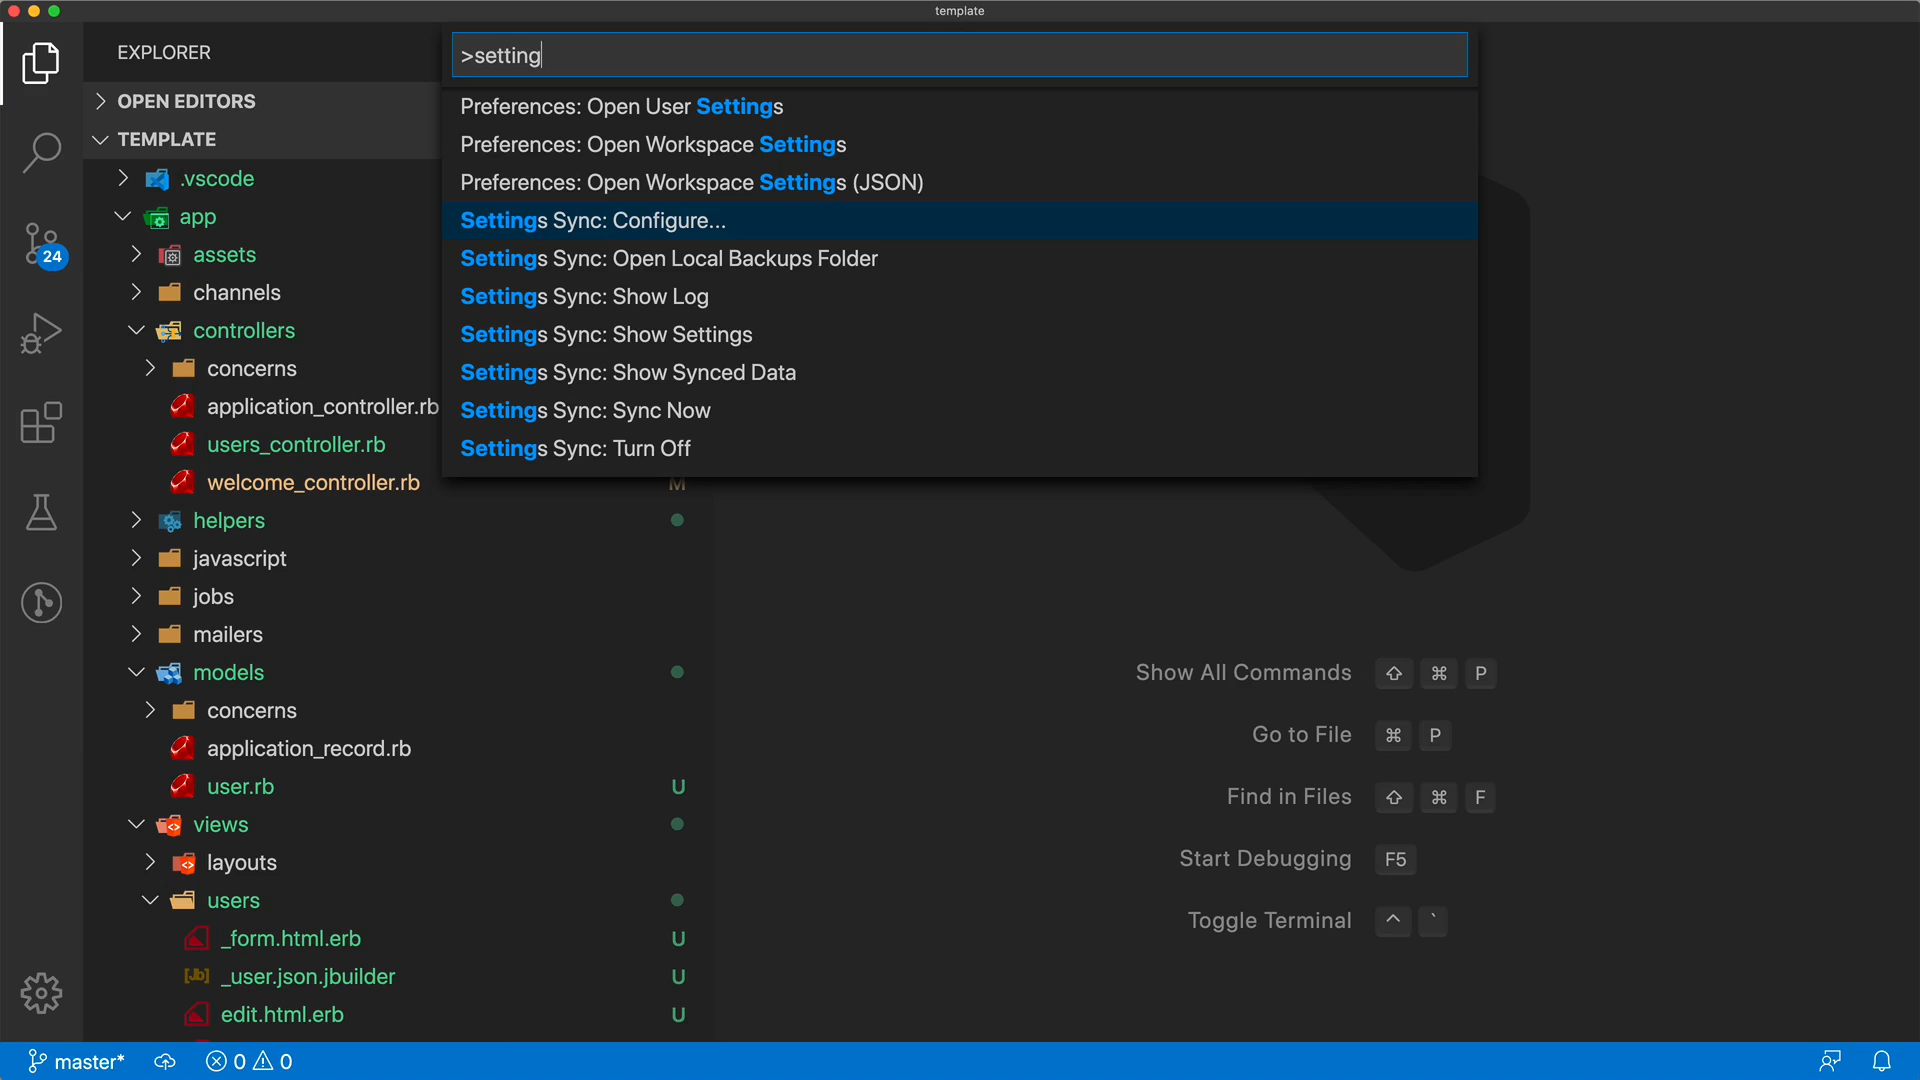 template
EXPLORER
OPEN EDITORS
TEMPLATE
.vscode
app
assets
channels
controllers
concerns
application_controller.rb
users_controller.rb
welcome_controller.rb M
helpers
javascript
jobs
mailers
models
concerns
application_record.rb
user.rb U
views
layouts
users
_form.html.erb U
[Jb] _user.json.jbuilder U
edit.html.erb U
24
>setting
Preferences: Open User Settings
Preferences: Open Workspace Settings
Preferences: Open Workspace Settings (JSON)
Settings Sync: Configure...
Settings Sync: Open Local Backups Folder
Settings Sync: Show Log
Settings Sync: Show Settings
Settings Sync: Show Synced Data
Settings Sync: Sync Now
Settings Sync: Turn Off
Show All Commands ⇧ ⌘ P
Go to File ⌘ P
Find in Files ⇧ ⌘ F
Start Debugging F5
Toggle Terminal ^ `
master* 0 0